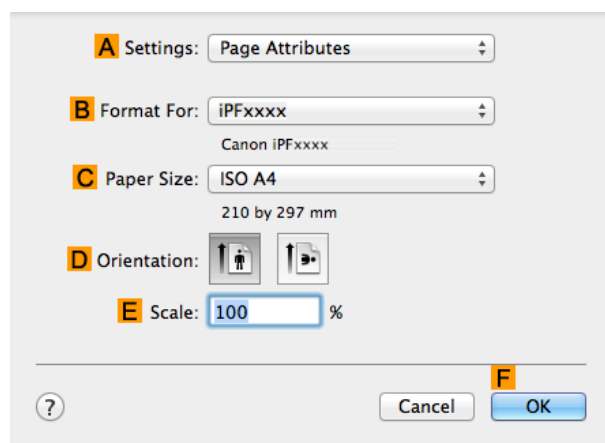 A Settings: Page Attributes
B Format For: iPFxxxx
Canon iPFxxxx
C Paper Size: ISO A4
210 by 297 mm
D Orientation:
E Scale: 100 %
F
? Cancel OK